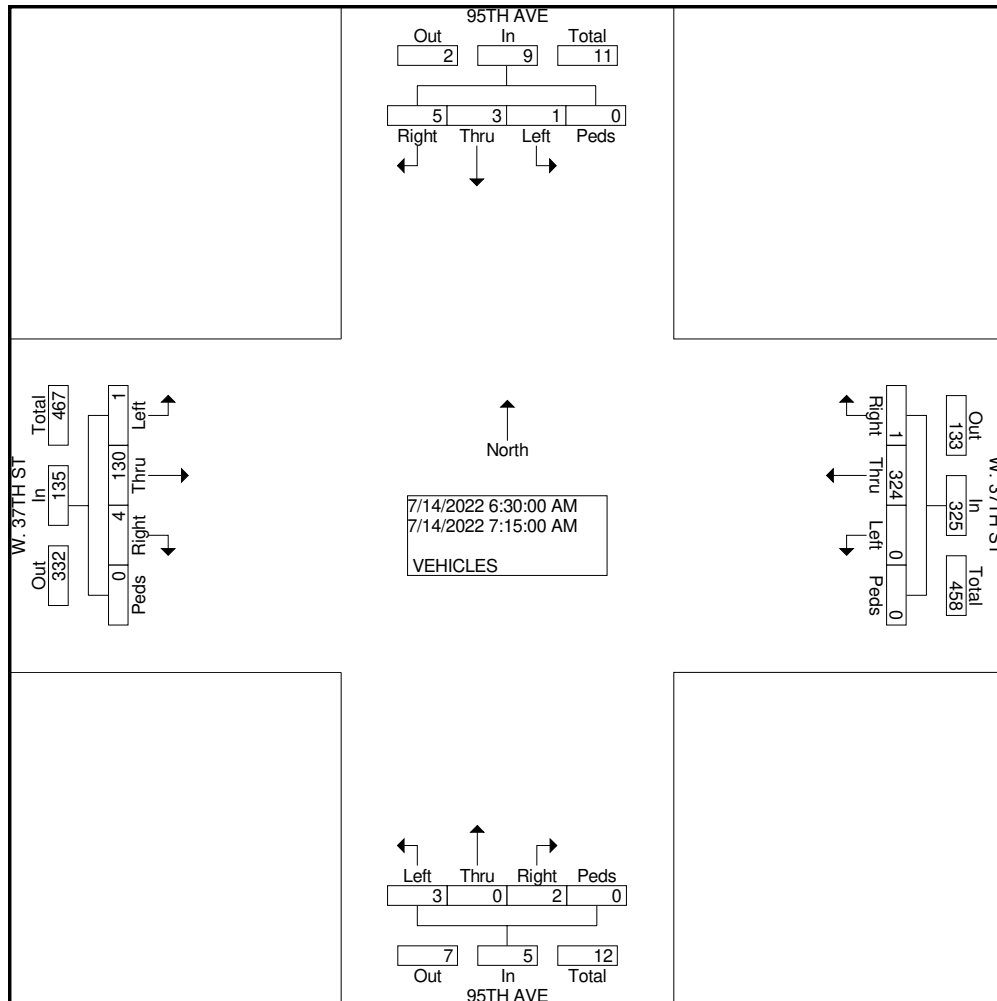 95TH AVE
Out In Total
2 9 11
5 3 1 0
Right Thru Left Peds
W. 37TH ST
Total In Out
467 135 332
1 130 4 0
Left Thru Right Peds
North
7/14/2022 6:30:00 AM
7/14/2022 7:15:00 AM
VEHICLES
W. 37TH ST
Out In Total
133 325 458
1 324 0 0
Right Thru Left Peds
Left Thru Right Peds
3 0 2 0
7 5 12
Out In Total
95TH AVE